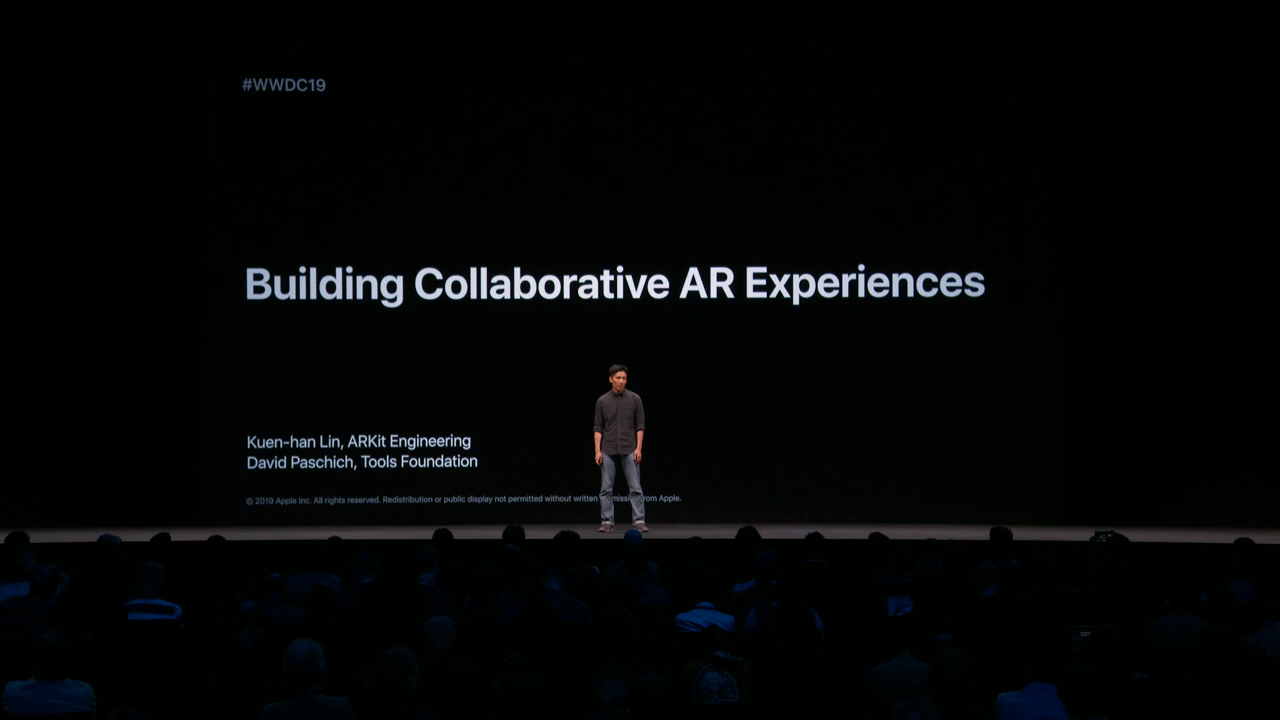 #WWDC19
Building Collaborative AR Experiences
Kuen-han Lin, ARKit Engineering
David Paschich, Tools Foundation
© 2019 Apple Inc. All rights reserved. Redistribution or public display not permitted without written from Apple.